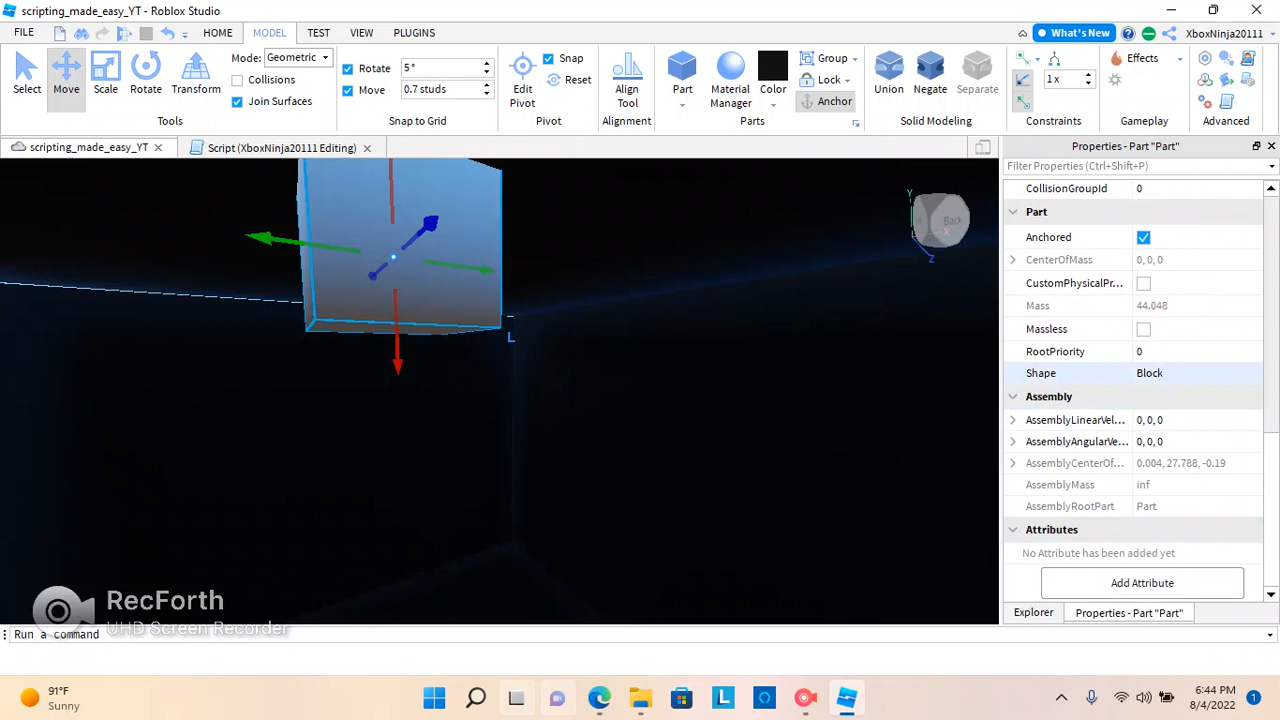 scripting_made_easy_YT - Roblox Studio
FILE HOME MODEL TEST VIEW PLUGINS What's New XboxNinja20111
Select Move Scale Rotate Transform
Mode: Geometric
Collisions
Join Surfaces
Tools
Rotate 5 °
Move 0.7 studs
Snap to Grid
Edit Pivot
Snap
Reset
Pivot
Align Tool
Alignment
Part
Material Manager
Color
Group
Lock
Anchor
Parts
Union Negate Separate
Solid Modeling
1 x
Constraints
Effects
Gameplay
Advanced
scripting_made_easy_YT
Script (XboxNinja20111 Editing)
Y
Back
X
Z
L
Properties - Part "Part"
Filter Properties (Ctrl+Shift+P)
CollisionGroupId 0
Part
Anchored
CenterOfMass 0, 0, 0
CustomPhysicalPr...
Mass 44.048
Massless
RootPriority 0
Shape Block
Assembly
AssemblyLinearVel... 0, 0, 0
AssemblyAngularVe... 0, 0, 0
AssemblyCenterOf... 0.004, 27.788, -0.19
AssemblyMass inf
AssemblyRootPart Part
Attributes
No Attribute has been added yet
Add Attribute
Explorer Properties - Part "Part"
RecForth
UHD Screen Recorder
Run a command
91°F
Sunny
L
6:44 PM
8/4/2022
1